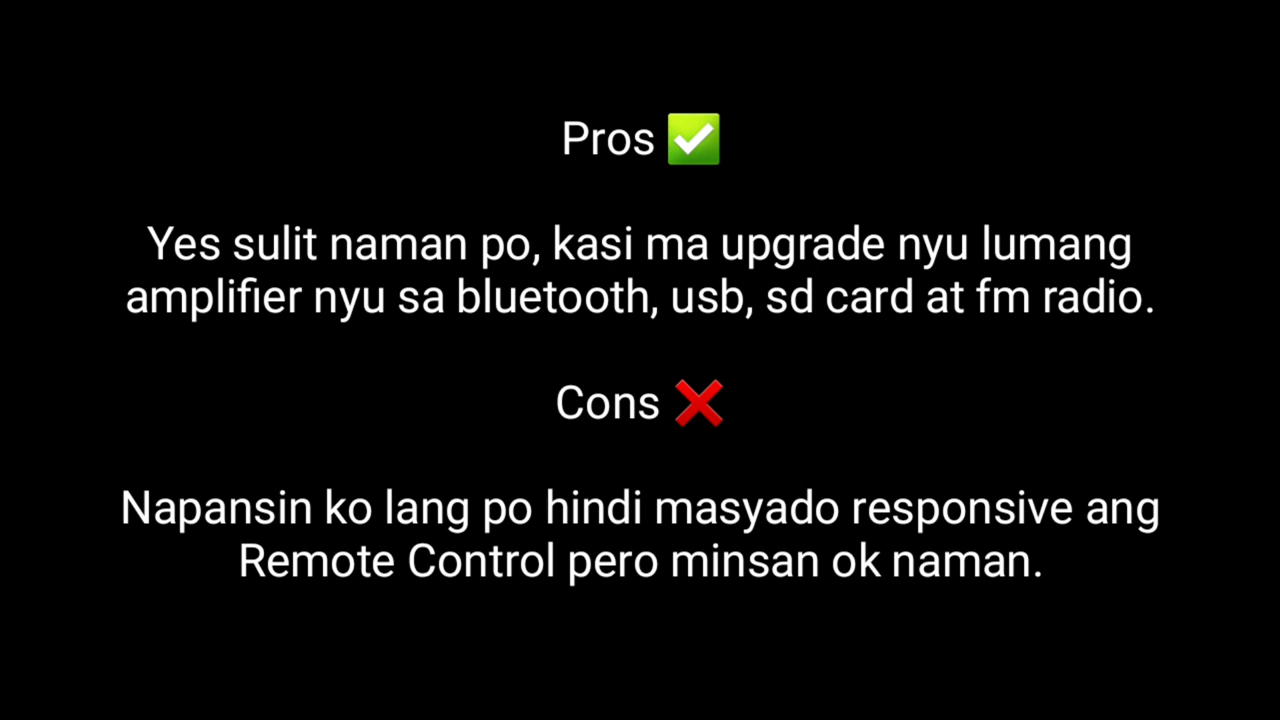 Pros ✅
Yes sulit naman po, kasi ma upgrade nyu lumang
amplifier nyu sa bluetooth, usb, sd card at fm radio.
Cons ❌
Napansin ko lang po hindi masyado responsive ang
Remote Control pero minsan ok naman.